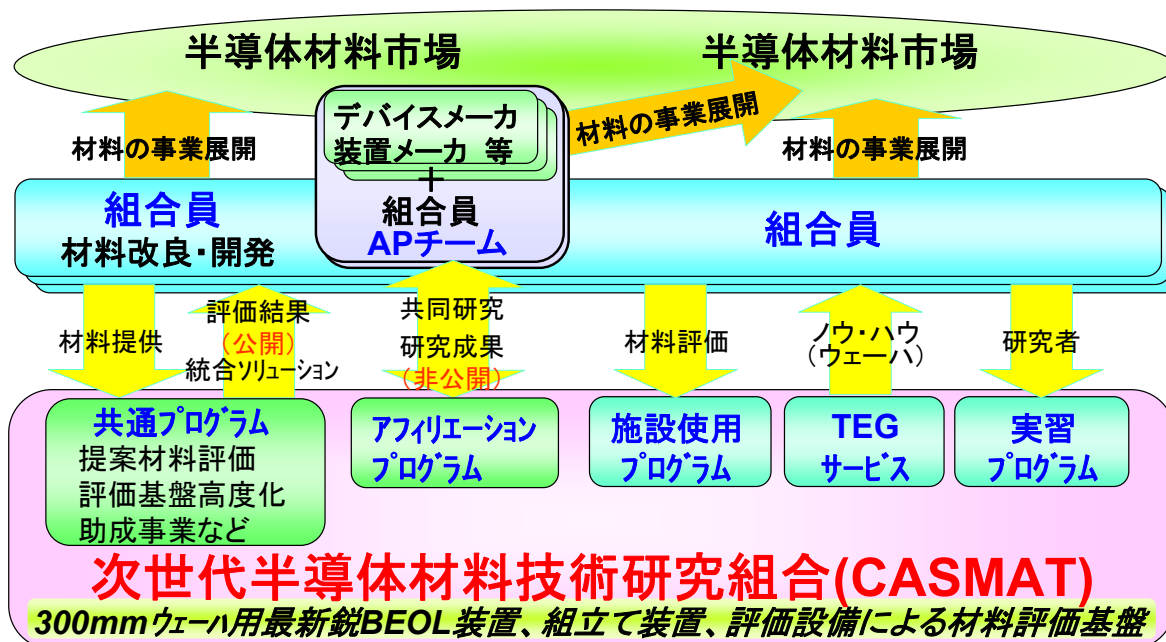 半導体材料市場
半導体材料市場
デバイスメーカ
装置メーカ 等
+
組合員
APチーム
材料の事業展開
材料の事業展開
材料の事業展開
組合員
材料改良・開発
組合員
材料提供
評価結果
(公開)
統合ソリューション
共同研究
研究成果
(非公開)
材料評価
ノウ・ハウ
(ウェーハ)
研究者
共通プログラム
提案材料評価
評価基盤高度化
助成事業など
アフィリエーション
プログラム
施設使用
プログラム
TEG
サービス
実習
プログラム
次世代半導体材料技術研究組合(CASMAT)
300mmウェーハ用最新鋭BEOL装置、組立て装置、評価設備による材料評価基盤